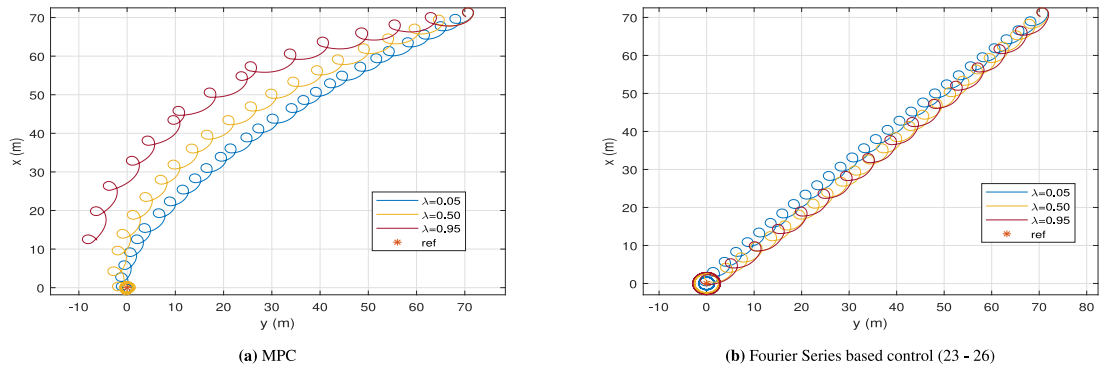 70
60
50
40
30
20
10
0
x (m)
-10 0 10 20 30 40 50 60 70
y (m)
λ=0.05
λ=0.50
λ=0.95
ref
(a) MPC
70
60
50
40
30
20
10
0
x (m)
-10 0 10 20 30 40 50 60 70 80
y (m)
λ=0.05
λ=0.50
λ=0.95
ref
(b) Fourier Series based control (23 - 26)